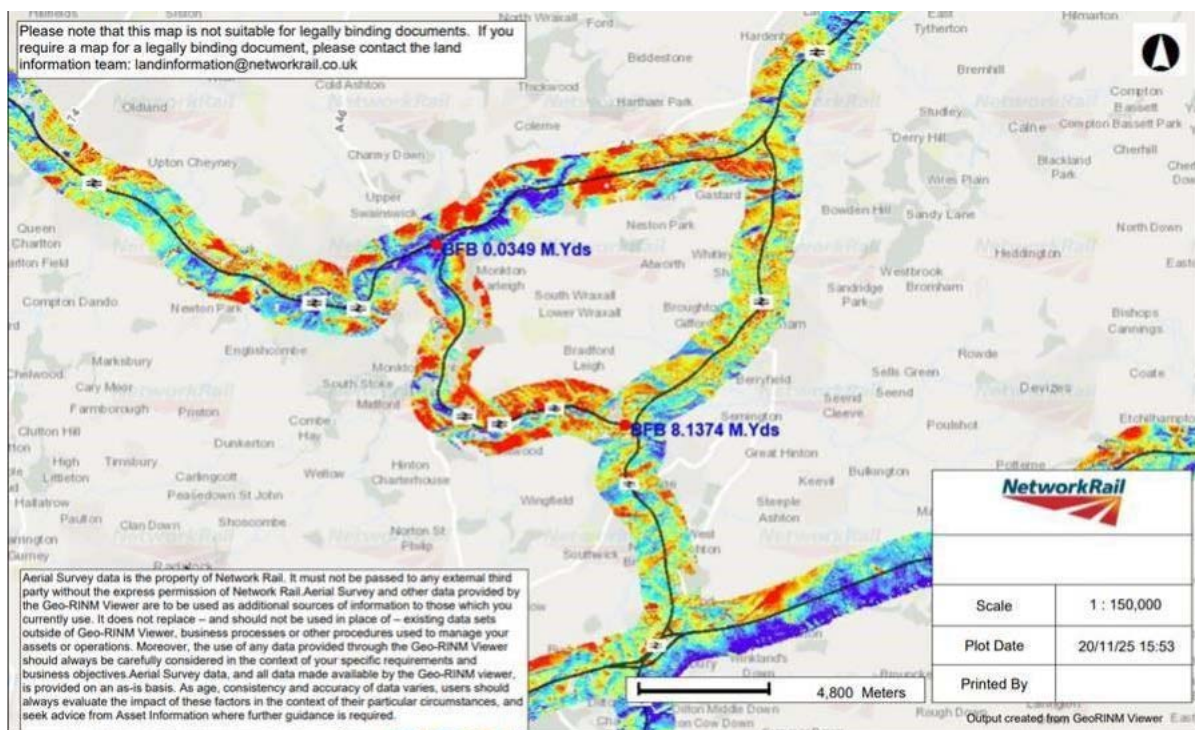 Please note that this map is not suitable for legally binding documents. If you
require a map for a legally binding document, please contact the land
information team: landinformation@networkrail.co.uk
North Wraxall
Ford
East
Tytherton
Hilmarton
Biddestone
Bremhill
Cold Ashton
Thickwood
Hartham Park
Compton
Bassett
Oldland
A46
Colerne
Studley
Calne
Compton Bassett Park
Derry Hill
Cherhill
Upton Cheyney
Charmy Down
Blackland
Park
Wires Plain
Upper
Swainswick
Gastard
Bowden Hill
Sandy Lane
Queen
Charlton
Neston Park
North Down
BFB 0.0349 M.Yds
Heddington
Atworth
Monkton
Farleigh
Westbrook
Compton Dando
Newton Park
South Wraxall
Lower Wraxall
Sandridge
Park
Bromham
Broughton
Gifford
Bishops
Cannings
Englishcombe
Bradford
Leigh
Rowde
Marksbury
South Stoke
Coate
Cary Moor
Berryfield
Sells Green
Seend
Devizes
Farmborough
Priston
Midford
Semington
Seend
Cleeve
Clutton Hill
Combe
Hay
BFB 8.1374 M.Yds
Poulshot
Dunkerton
Great Hinton
High
Littleton
Timsbury
Carlingcott
Wellow
Hinton
Charterhouse
Keevil
Bulkington
Potterne
Hallatrow
Peasedown St John
Wingfield
Steeple
Ashton
NetworkRail
Paulton
Clan Down
Shoscombe
Norton St
Philip
Southwick
West
Ashton
Radstock
Aerial Survey data is the property of Network Rail. It must not be passed to any external third
party without the express permission of Network Rail.Aerial Survey and other data provided by
the Geo-RINM Viewer are to be used as additional sources of information to those which you
currently use. It does not replace – and should not be used in place of – existing data sets
outside of Geo-RINM Viewer, business processes or other procedures used to manage your
assets or operations. Moreover, the use of any data provided through the Geo-RINM Viewer
should always be carefully considered in the context of your specific requirements and
business objectives.Aerial Survey data, and all data made available by the Geo-RINM viewer,
is provided on an as-is basis. As age, consistency and accuracy of data varies, users should
always evaluate the impact of these factors in the context of their particular circumstances, and
seek advice from Asset Information where further guidance is required.
Scale 1 : 150,000
Plot Date 20/11/25 15:53
Printed By
4,800 Meters
Output created from GeoRINM Viewer